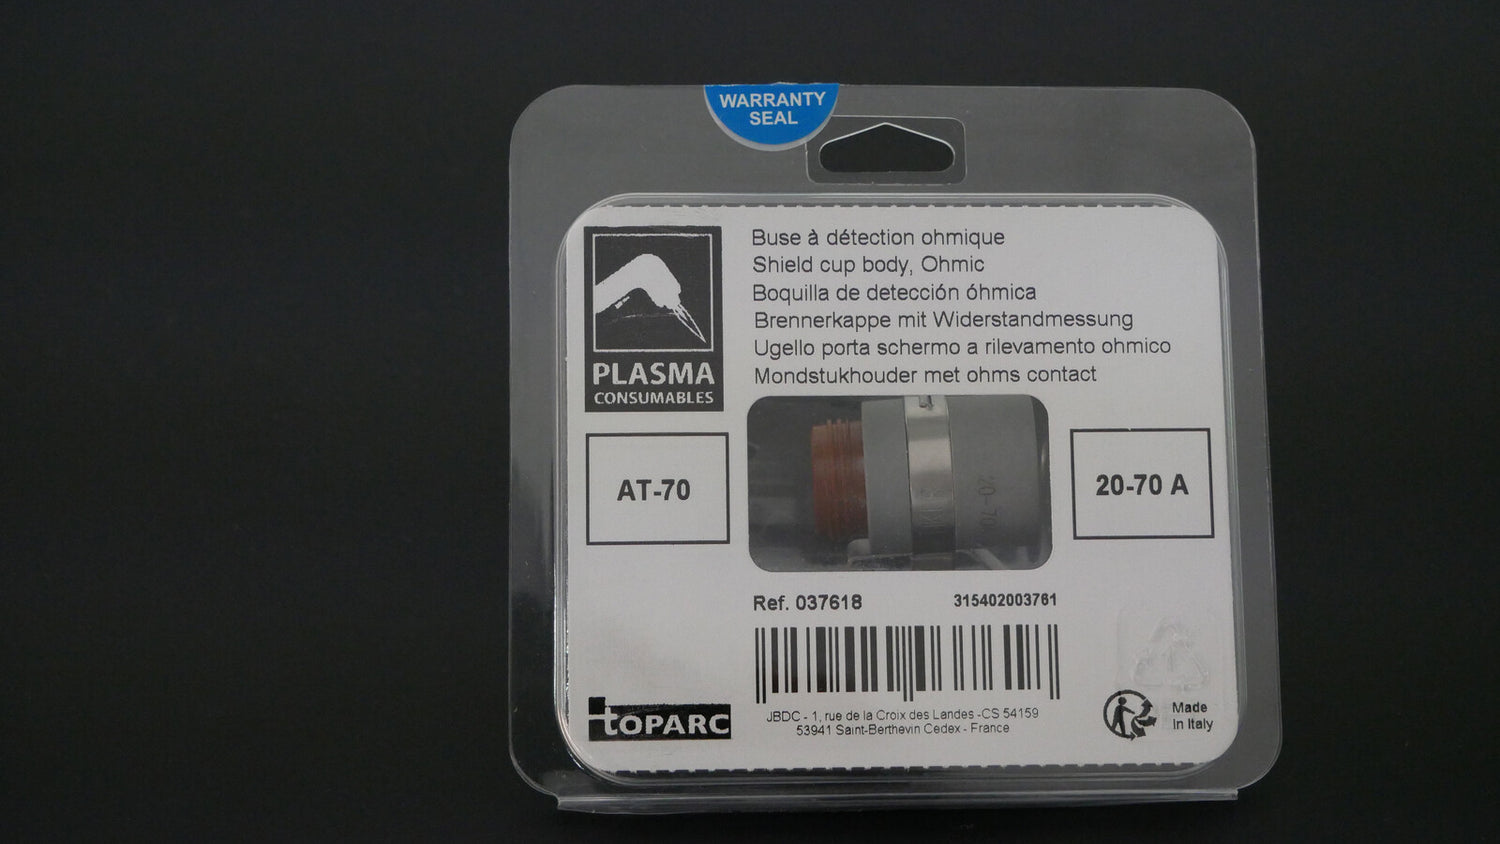 WARRANTY
SEAL
Buse à détection ohmique
Shield cup body, Ohmic
Boquilla de detección óhmica
Brennerkappe mit Widerstandmessung
Ugello porta schermo a rilevamento ohmico
Mondstukhouder met ohms contact
PLASMA
CONSUMABLES
AT-70
20-70
20-70 A
Ref. 037618
315402003761
TOPARC
JBDC - 1, rue de la Croix des Landes -CS 54159
53941 Saint-Berthevin Cedex - France
Made
In Italy